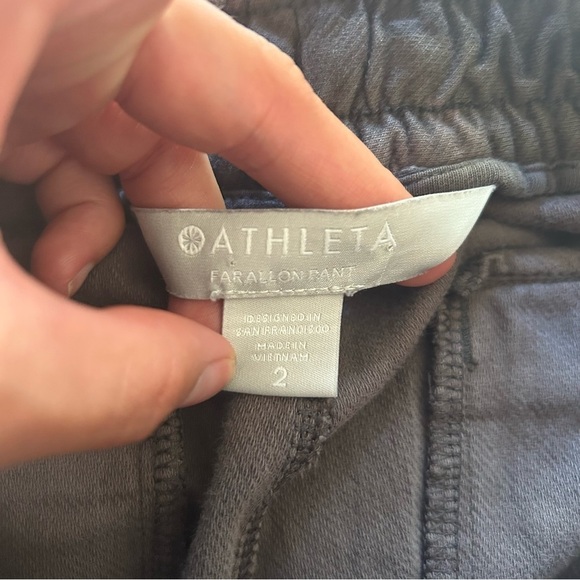 ATHLETA
FARALLON PANT
DESIGNED IN
SAN FRANCISCO
MADE IN
VIETNAM
2